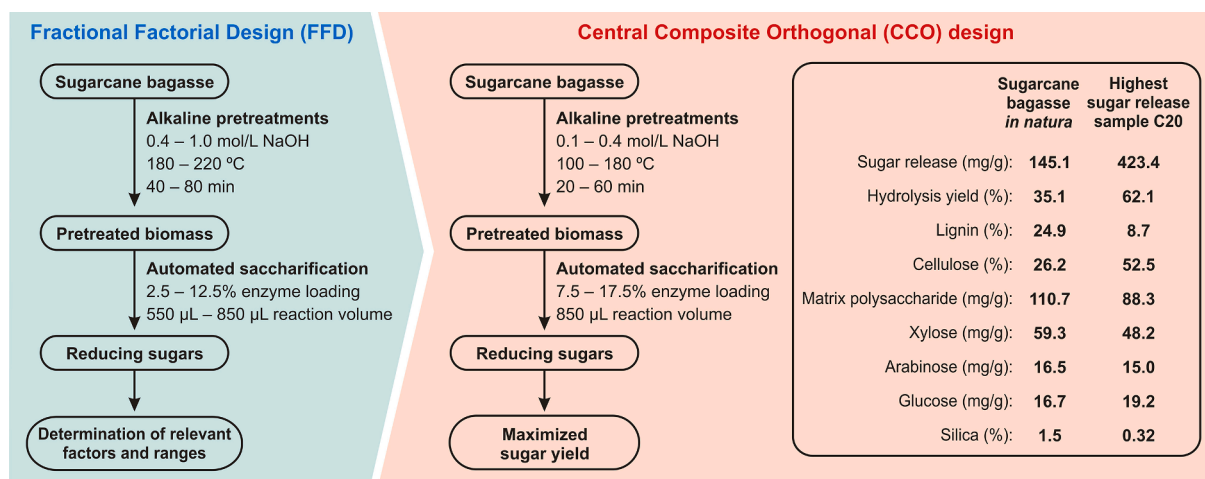 Fractional Factorial Design (FFD)
Sugarcane bagasse
Alkaline pretreatments
0.4 – 1.0 mol/L NaOH
180 – 220 ºC
40 – 80 min
Pretreated biomass
Automated saccharification
2.5 – 12.5% enzyme loading
550 µL – 850 µL reaction volume
Reducing sugars
Determination of relevant
factors and ranges
Central Composite Orthogonal (CCO) design
Sugarcane bagasse
Alkaline pretreatments
0.1 – 0.4 mol/L NaOH
100 – 180 ºC
20 – 60 min
Pretreated biomass
Automated saccharification
7.5 – 17.5% enzyme loading
850 µL reaction volume
Reducing sugars
Maximized
sugar yield
Sugarcane
bagasse
in natura
Highest
sugar release
sample C20
Sugar release (mg/g): 145.1 423.4
Hydrolysis yield (%): 35.1 62.1
Lignin (%): 24.9 8.7
Cellulose (%): 26.2 52.5
Matrix polysaccharide (mg/g): 110.7 88.3
Xylose (mg/g): 59.3 48.2
Arabinose (mg/g): 16.5 15.0
Glucose (mg/g): 16.7 19.2
Silica (%): 1.5 0.32